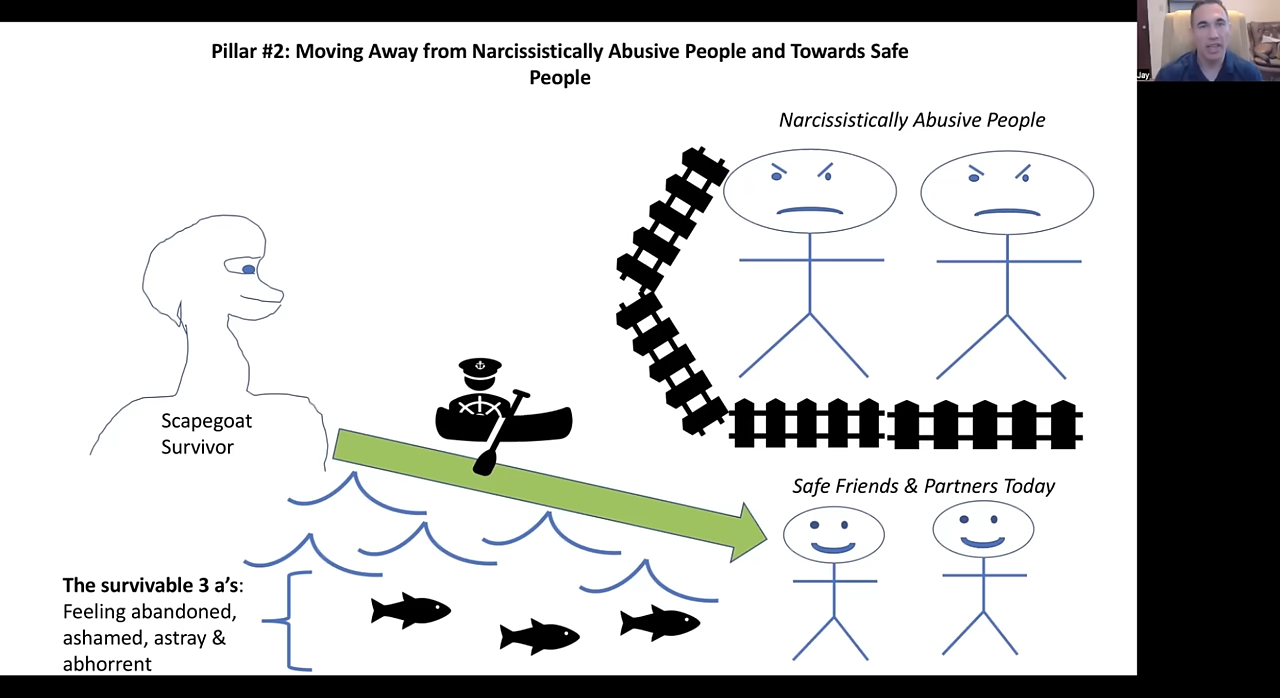 Pillar #2: Moving Away from Narcissistically Abusive People and Towards Safe
People
Jay
Narcissistically Abusive People
Scapegoat
Survivor
Safe Friends & Partners Today
The survivable 3 a's:
Feeling abandoned,
ashamed, astray &
abhorrent